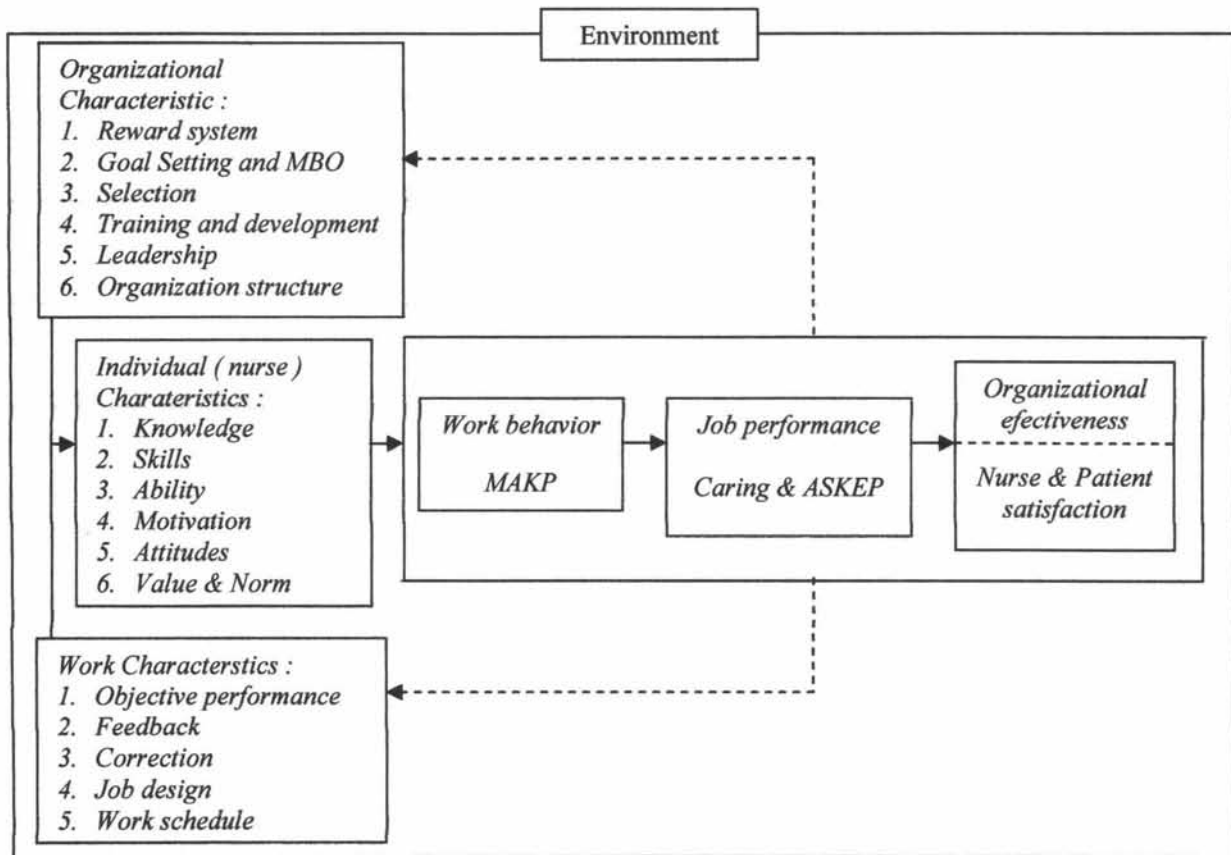 Environment
Organizational
Characteristic :
1. Reward system
2. Goal Setting and MBO
3. Selection
4. Training and development
5. Leadership
6. Organization structure
Individual ( nurse )
Charateristics :
1. Knowledge
2. Skills
3. Ability
4. Motivation
5. Attitudes
6. Value & Norm
Work behavior
MAKP
Job performance
Caring & ASKEP
Organizational
efectiveness
Nurse & Patient
satisfaction
Work Characterstics :
1. Objective performance
2. Feedback
3. Correction
4. Job design
5. Work schedule